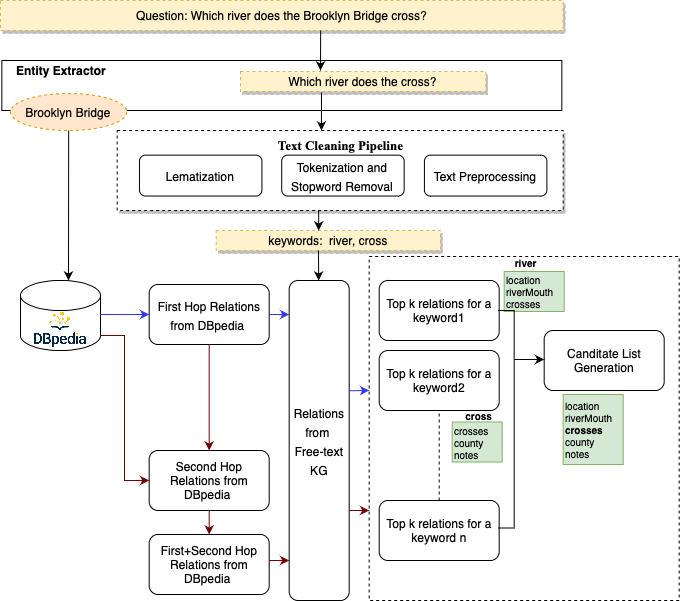 Question: Which river does the Brooklyn Bridge cross?
Entity Extractor
Which river does the cross?
Brooklyn Bridge
Text Cleaning Pipeline
Lematization
Tokenization and
Stopword Removal
Text Preprocessing
keywords: river, cross
DBpedia
First Hop Relations
from DBpedia
Second Hop
Relations from
DBpedia
First+Second Hop
Relations from
DBpedia
Relations
from
Free-text
KG
river
location
riverMouth
crosses
Top k relations for a
keyword1
Top k relations for a
keyword2
cross
crosses
county
notes
Top k relations for a
keyword n
Canditate List
Generation
location
riverMouth
crosses
county
notes